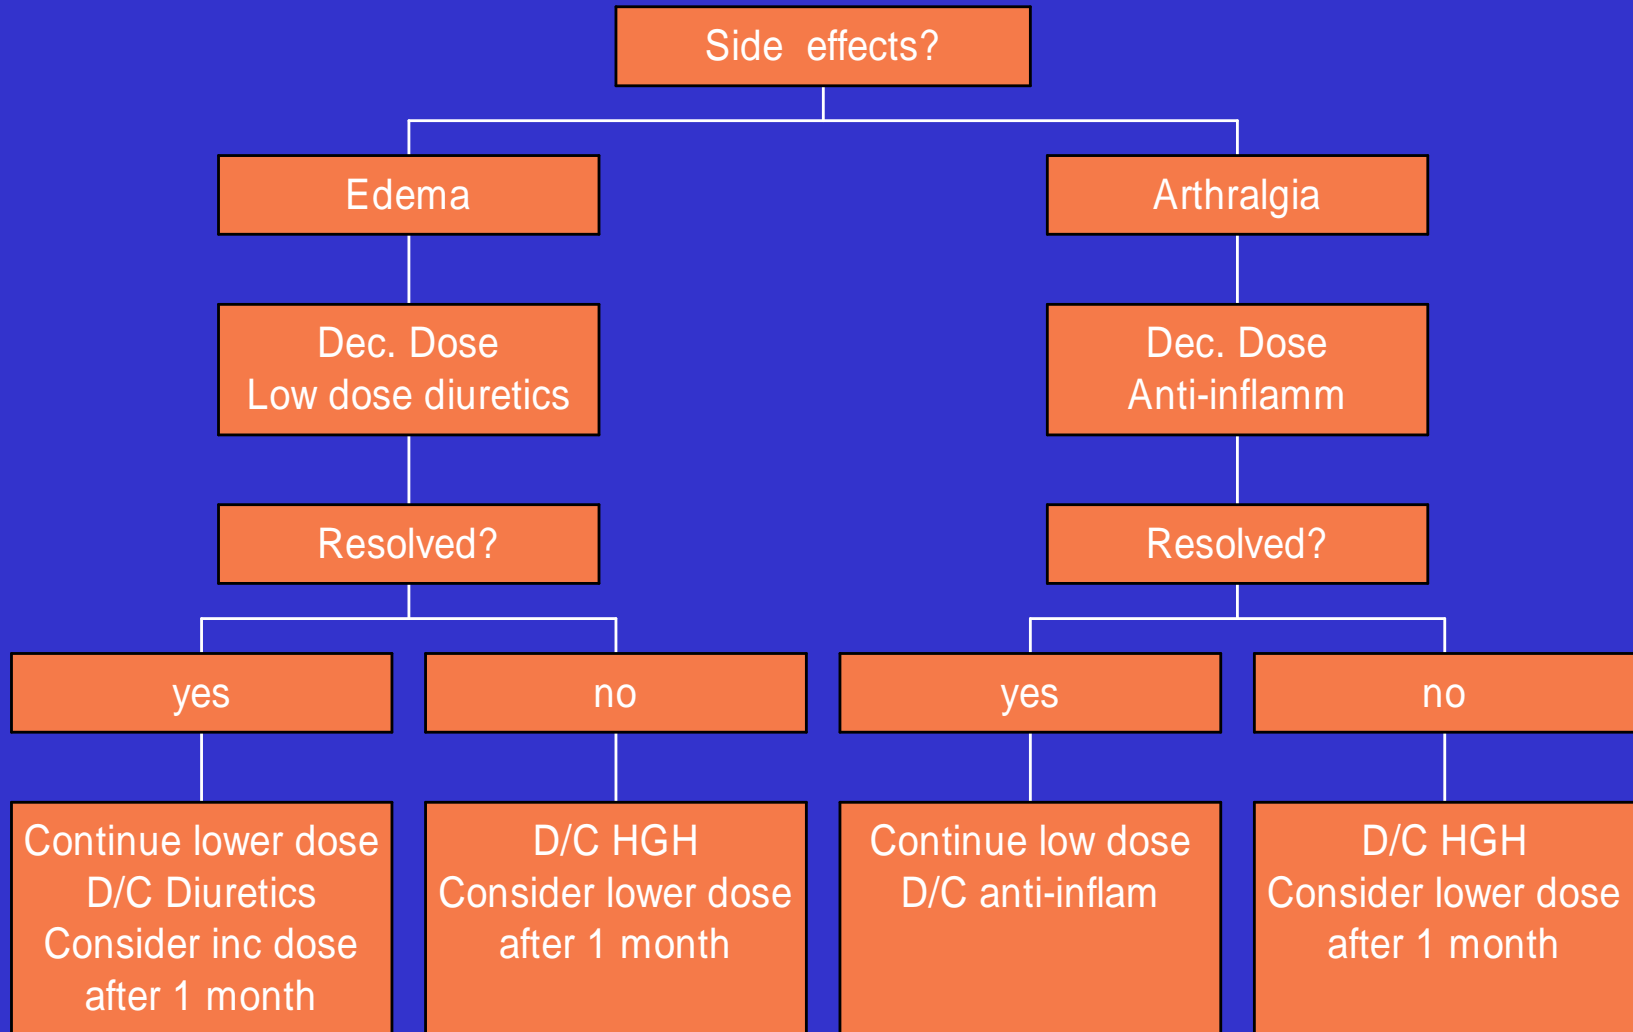 Side effects?
Edema
Arthralgia
Dec. Dose
Low dose diuretics
Dec. Dose
Anti-inflamm
Resolved?
Resolved?
yes
no
yes
no
Continue lower dose
D/C Diuretics
Consider inc dose
after 1 month
D/C HGH
Consider lower dose
after 1 month
Continue low dose
D/C anti-inflam
D/C HGH
Consider lower dose
after 1 month